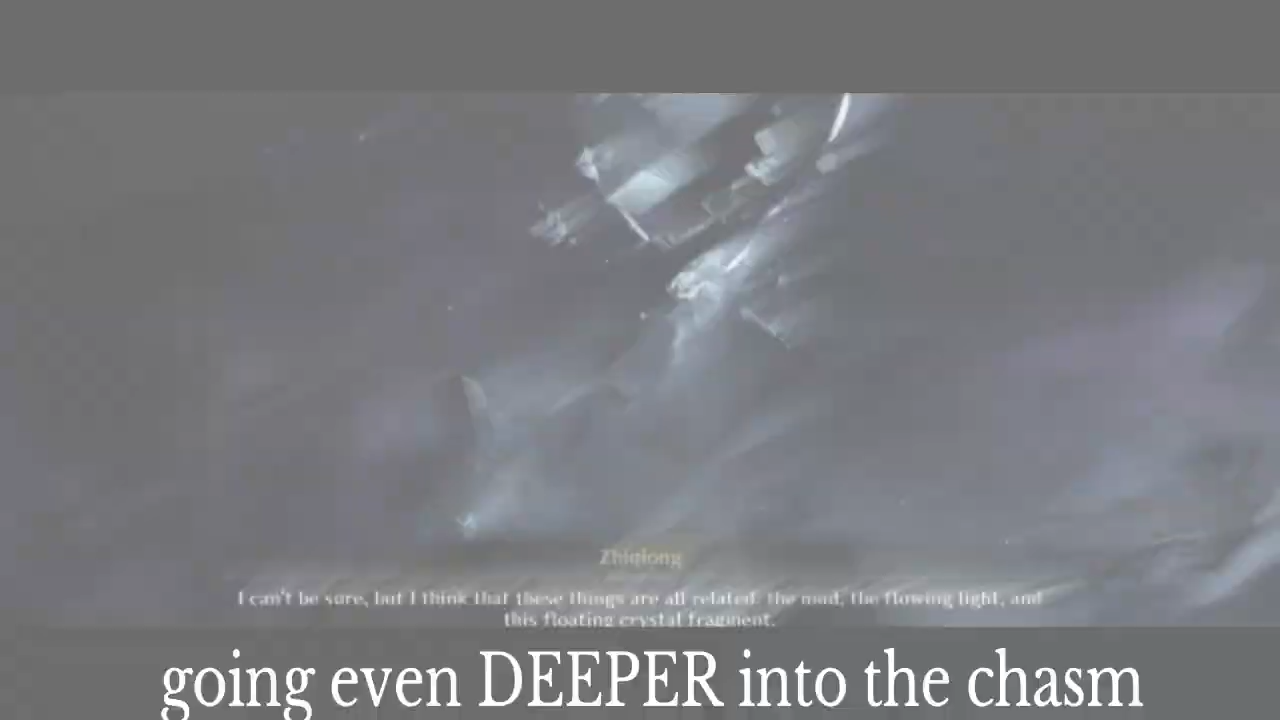 Zhiqiong
I can't be sure, but I think that these things are all related. the mud, the flowing light, and
this floating crystal fragment.
going even DEEPER into the chasm